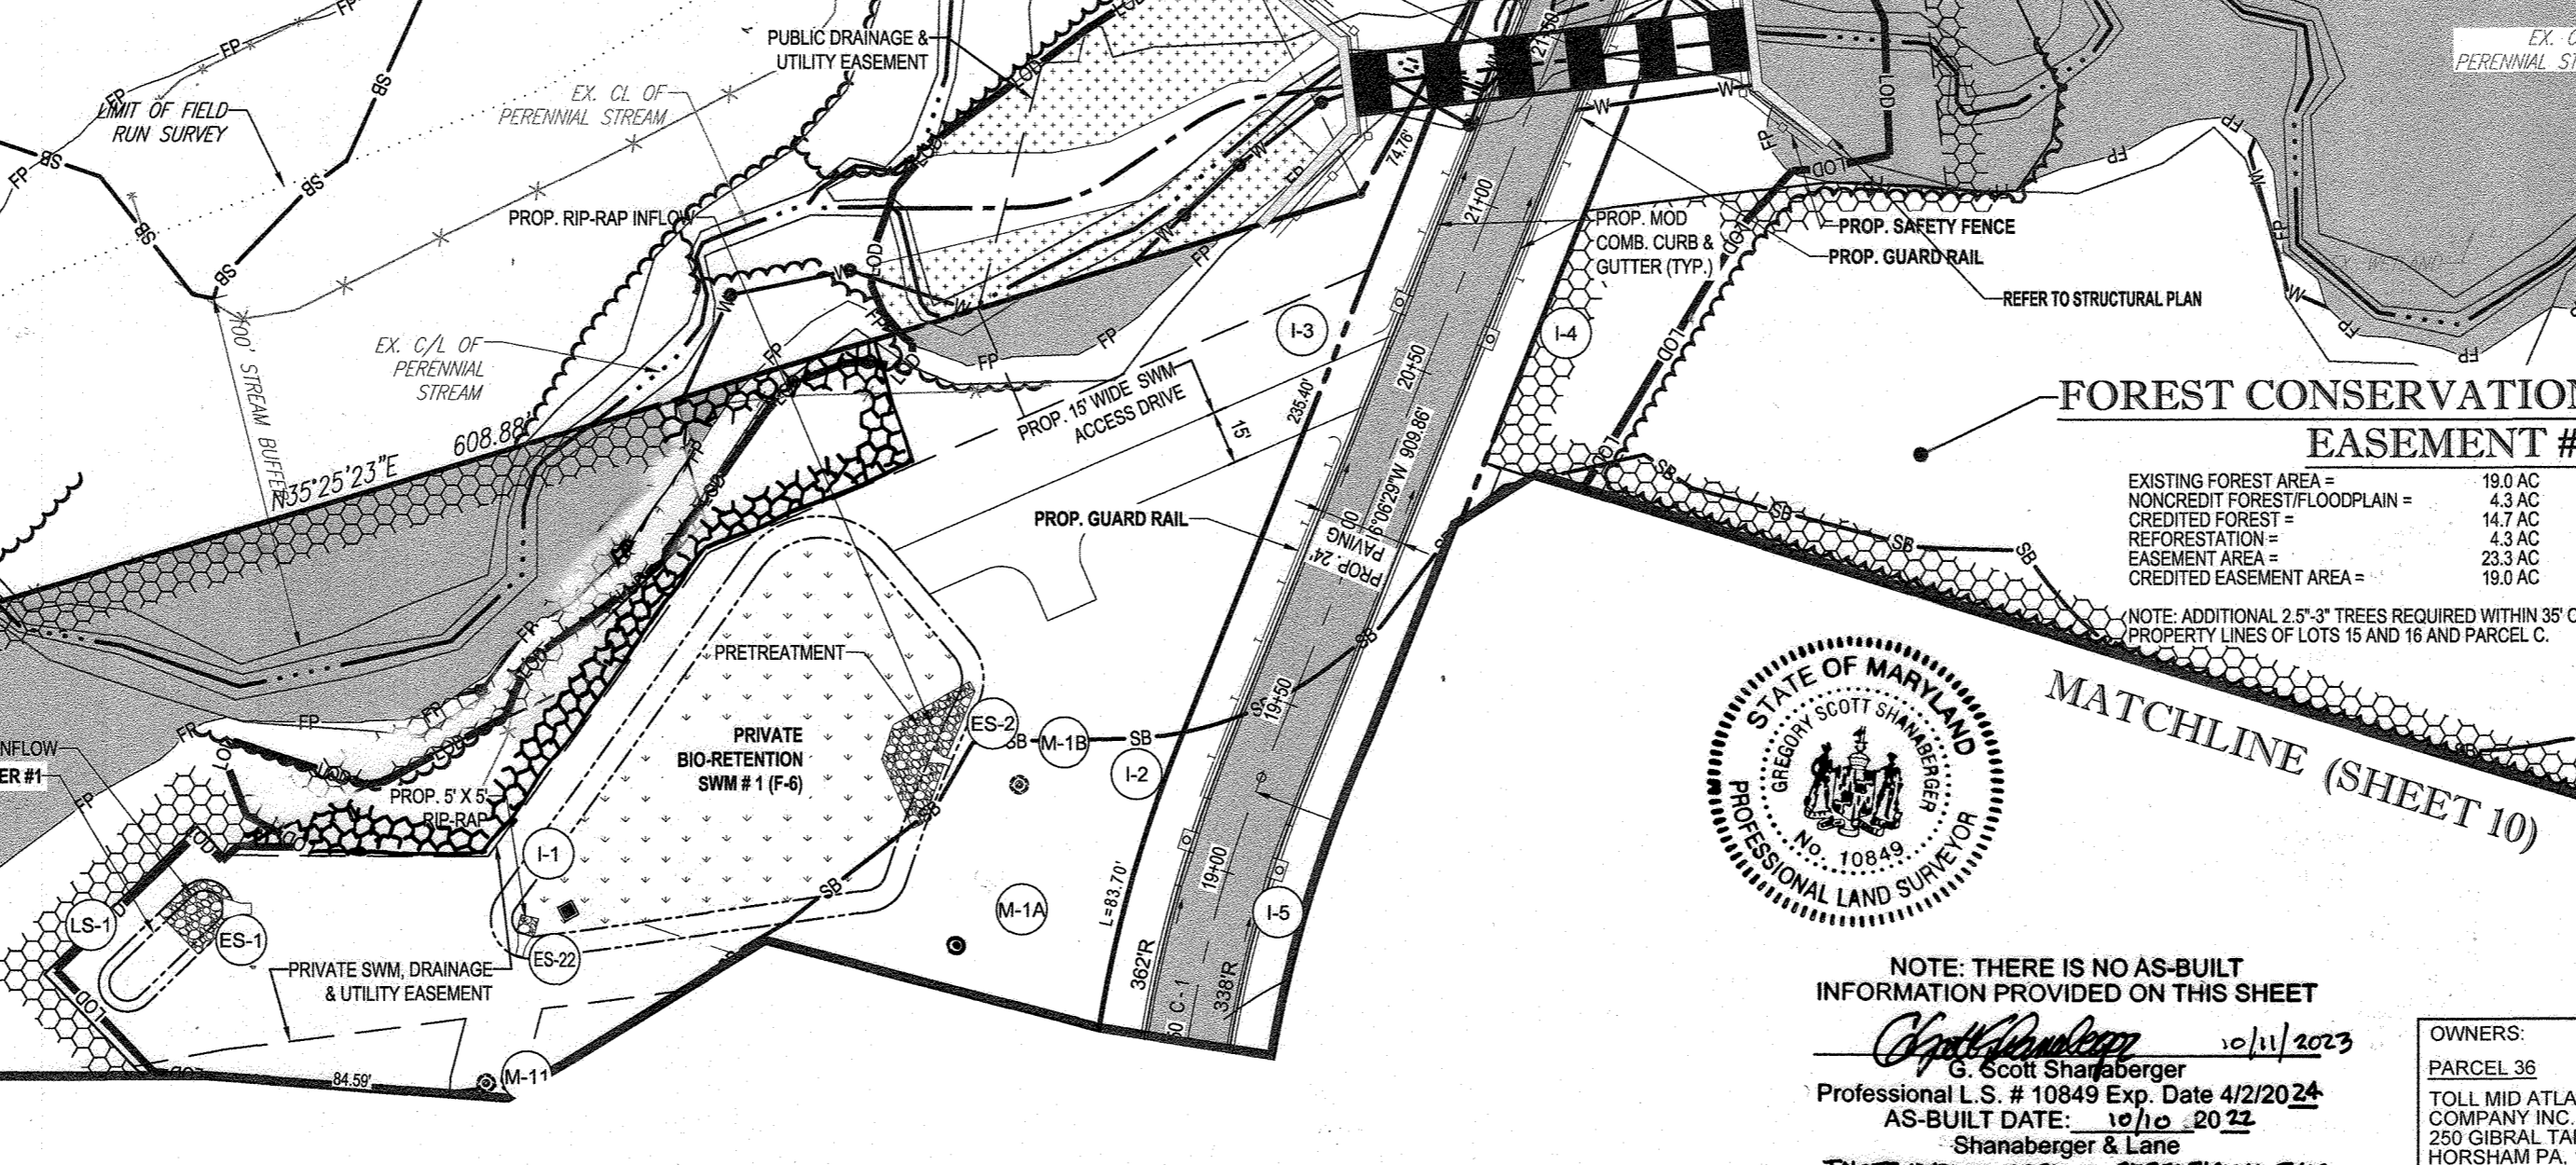 PUBLIC DRAINAGE &
UTILITY EASEMENT
LIMIT OF FIELD
RUN SURVEY
EX. CL OF
PERENNIAL STREAM
EX. C/L OF
PERENNIAL
STREAM
100' STREAM BUFFER
PROP. RIP-RAP INFLOW
N35°25'23"E
608.88'
PROP. 15' WIDE SWM
ACCESS DRIVE
15'
74.76'
235.40'
21+50
21+00
20+50
19+50
19+00
909.86'
I-3
I-4
PROP. MOD
COMB. CURB &
GUTTER (TYP.)
PROP. SAFETY FENCE
PROP. GUARD RAIL
REFER TO STRUCTURAL PLAN
PROP. GUARD RAIL
PROP. 24'
PAVING
FOREST CONSERVATION
EASEMENT #
EXISTING FOREST AREA = 19.0 AC
NONCREDIT FOREST/FLOODPLAIN = 4.3 AC
CREDITED FOREST = 14.7 AC
REFORESTATION = 4.3 AC
EASEMENT AREA = 23.3 AC
CREDITED EASEMENT AREA = 19.0 AC
NOTE: ADDITIONAL 2.5"-3" TREES REQUIRED WITHIN 35'
PROPERTY LINES OF LOTS 15 AND 16 AND PARCEL C.
MATCHLINE (SHEET 10)
PRETREATMENT
PRIVATE
BIO-RETENTION
SWM # 1 (F-6)
ES-2
M-1B
I-2
M-1A
I-5
L=83.70'
362'R
338'R
C-1
NFLOW
ER #1
PROP. 5' X 5'
RIP-RAP
I-1
LS-1
ES-1
ES-22
PRIVATE SWM, DRAINAGE
& UTILITY EASEMENT
84.59'
M-11
FP
SB
LOD
W
STATE OF MARYLAND
GREGORY SCOTT SHANABERGER
No. 10849
PROFESSIONAL LAND SURVEYOR
NOTE: THERE IS NO AS-BUILT
INFORMATION PROVIDED ON THIS SHEET
10/11/2023
G. Scott Shanaberger
Professional L.S. # 10849 Exp. Date 4/2/2024
AS-BUILT DATE: 10/10 2022
Shanaberger & Lane
OWNERS:
PARCEL 36
TOLL MID ATLA
COMPANY INC.
250 GIBRAL TA
HORSHAM PA.